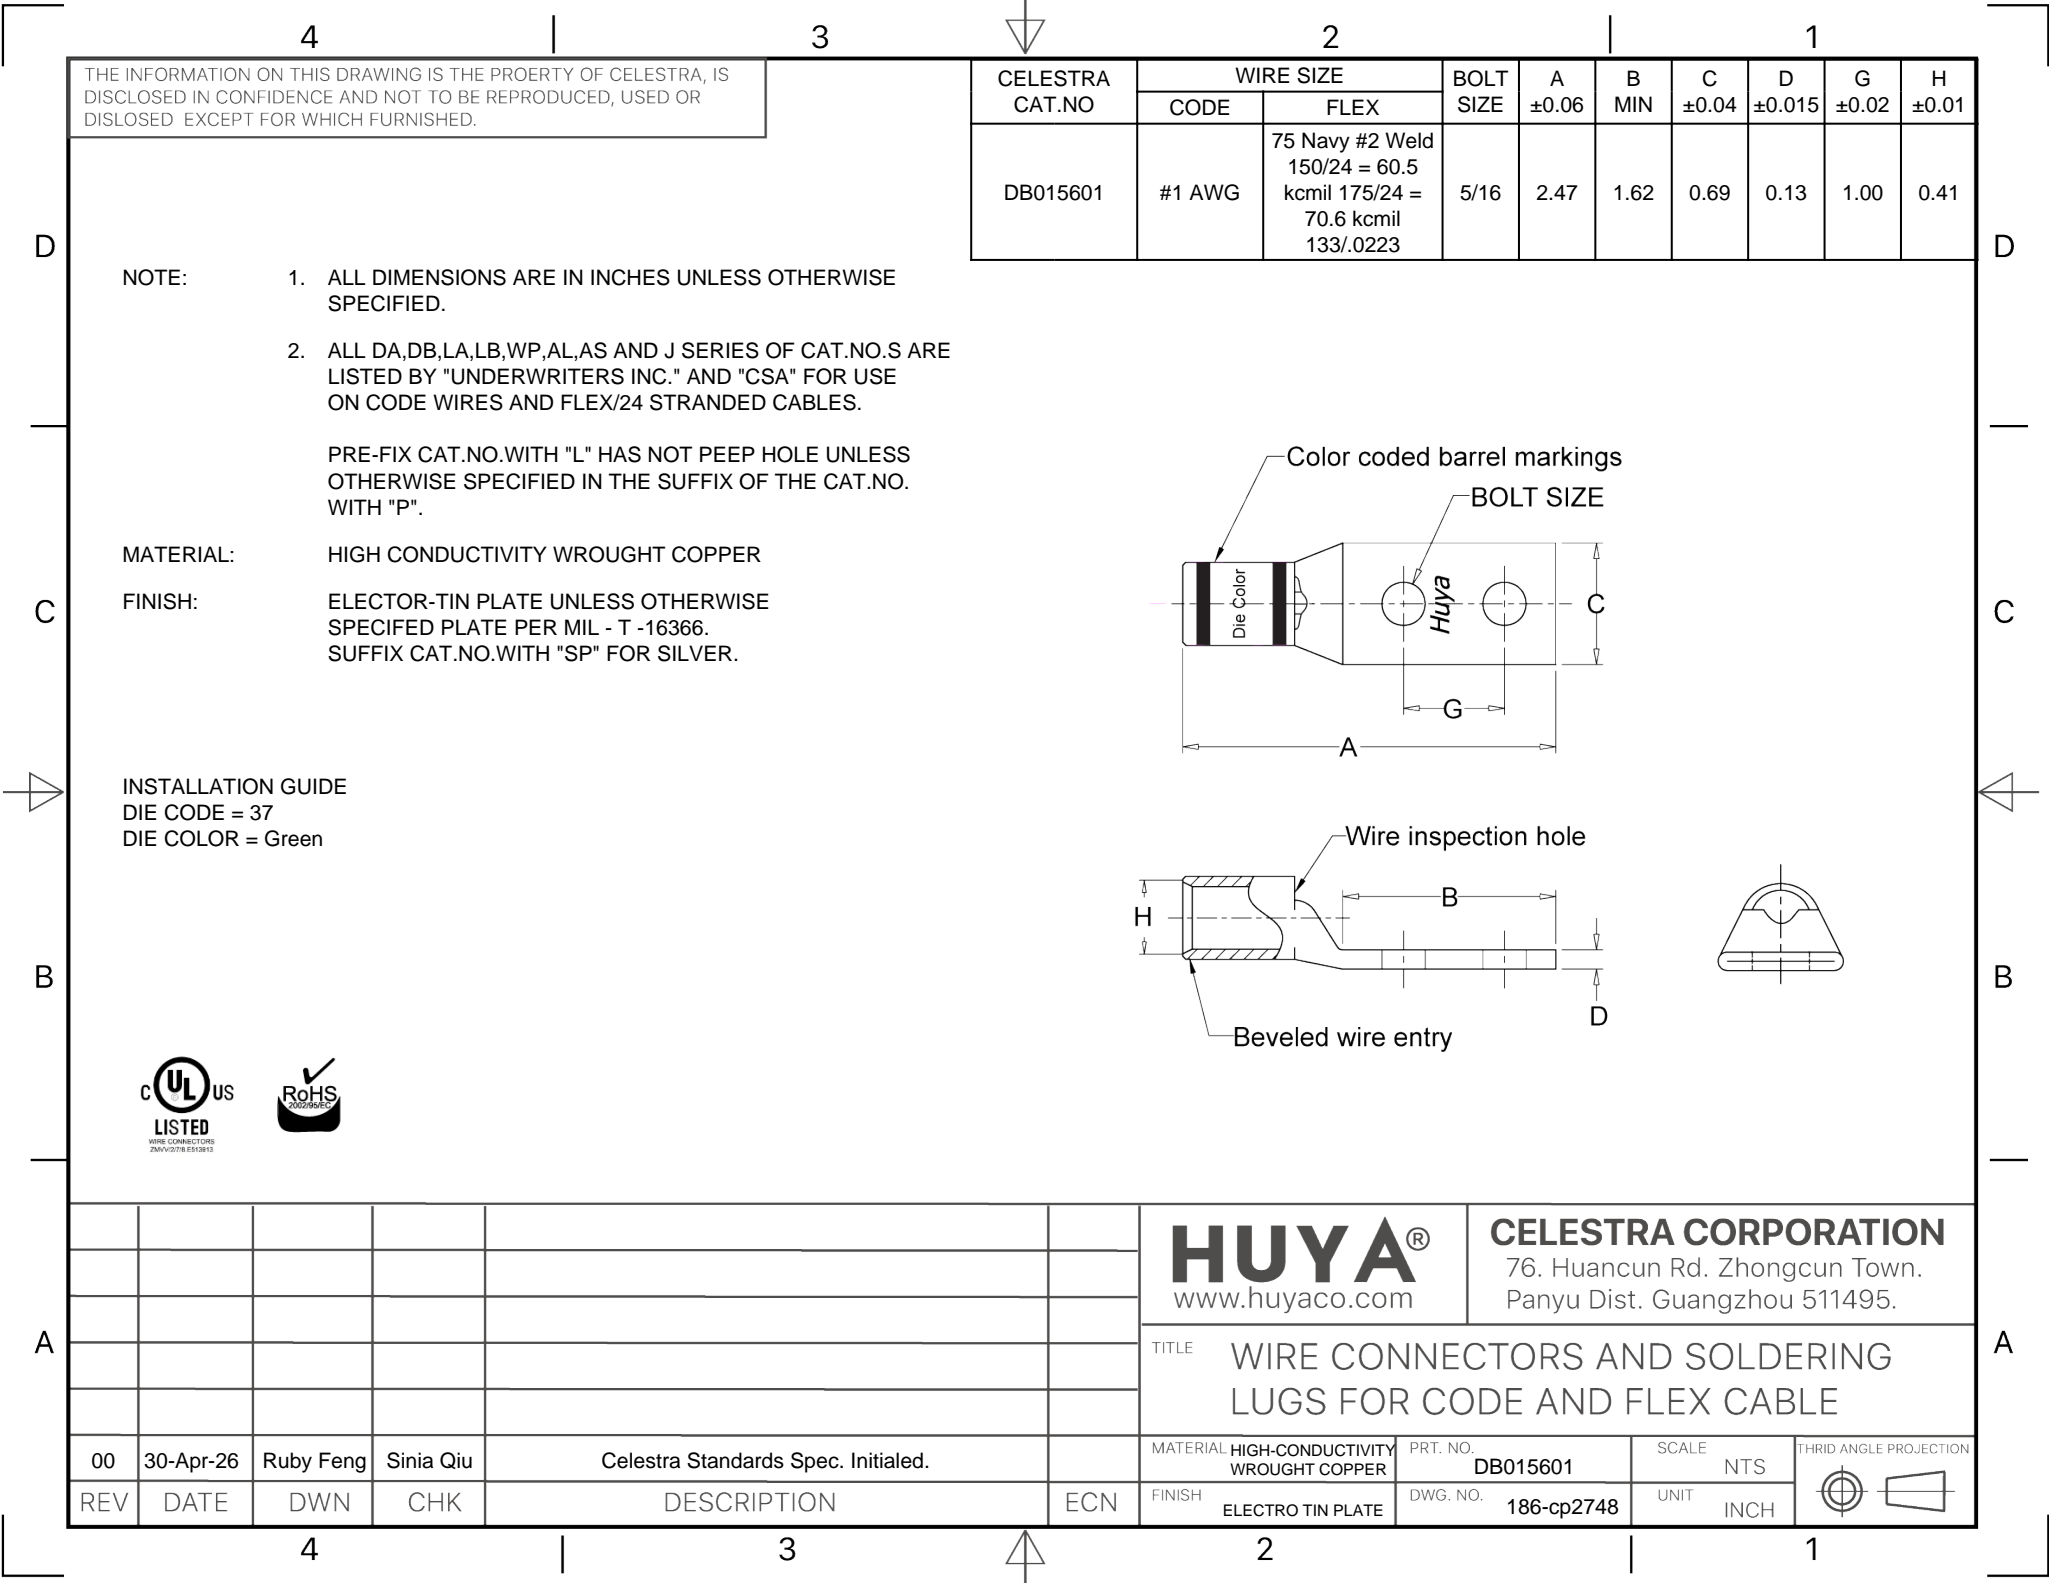 4 3 2 1
THE INFORMATION ON THIS DRAWING IS THE PROERTY OF CELESTRA, IS
DISCLOSED IN CONFIDENCE AND NOT TO BE REPRODUCED, USED OR
DISLOSED EXCEPT FOR WHICH FURNISHED.
CELESTRA CAT.NO
WIRE SIZE
CODE
FLEX
BOLT SIZE
A ±0.06
B MIN
C ±0.04
D ±0.015
G ±0.02
H ±0.01
DB015601
#1 AWG
75 Navy #2 Weld
150/24 = 60.5
kcmil 175/24 =
70.6 kcmil
133/.0223
5/16
2.47
1.62
0.69
0.13
1.00
0.41
D
D
NOTE:
1. ALL DIMENSIONS ARE IN INCHES UNLESS OTHERWISE
SPECIFIED.
2. ALL DA,DB,LA,LB,WP,AL,AS AND J SERIES OF CAT.NO.S ARE
LISTED BY "UNDERWRITERS INC." AND "CSA" FOR USE
ON CODE WIRES AND FLEX/24 STRANDED CABLES.
PRE-FIX CAT.NO.WITH "L" HAS NOT PEEP HOLE UNLESS
OTHERWISE SPECIFIED IN THE SUFFIX OF THE CAT.NO.
WITH "P".
MATERIAL: HIGH CONDUCTIVITY WROUGHT COPPER
FINISH: ELECTOR-TIN PLATE UNLESS OTHERWISE
SPECIFED PLATE PER MIL - T -16366.
SUFFIX CAT.NO.WITH "SP" FOR SILVER.
C
C
Color coded barrel markings
BOLT SIZE
Die Color
Huya
C
G
A
INSTALLATION GUIDE
DIE CODE = 37
DIE COLOR = Green
Wire inspection hole
H
B
D
Beveled wire entry
B
B
C UL US
LISTED
WIRE CONNECTORS
ZMVV/2/7/8.E513913
RoHS
2002/95/EC
A
A
HUYA®
www.huyaco.com
CELESTRA CORPORATION
76. Huancun Rd. Zhongcun Town.
Panyu Dist. Guangzhou 511495.
TITLE
WIRE CONNECTORS AND SOLDERING
LUGS FOR CODE AND FLEX CABLE
00 30-Apr-26 Ruby Feng Sinia Qiu Celestra Standards Spec. Initialed.
REV DATE DWN CHK DESCRIPTION ECN
MATERIAL HIGH-CONDUCTIVITY
WROUGHT COPPER
PRT. NO.
DB015601
SCALE
NTS
THRID ANGLE PROJECTION
FINISH
ELECTRO TIN PLATE
DWG. NO.
186-cp2748
UNIT
INCH
4 3 2 1